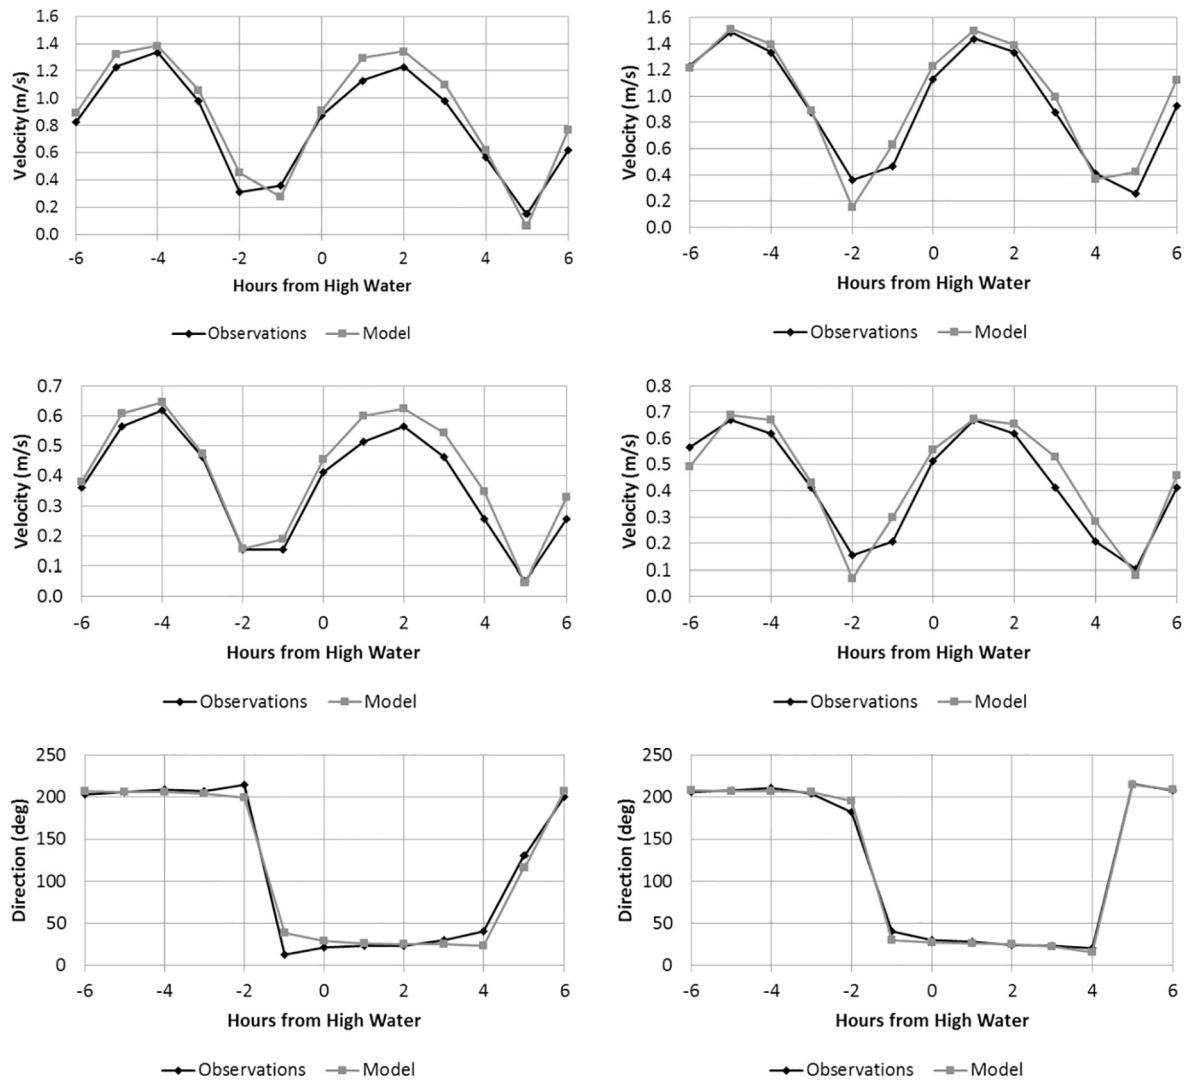 1.6
1.4
1.2
1.0
0.8
0.6
0.4
0.2
0.0
Velocity (m/s)
-6 -4 -2 0 2 4 6
Hours from High Water
Observations Model
1.6
1.4
1.2
1.0
0.8
0.6
0.4
0.2
0.0
Velocity (m/s)
-6 -4 -2 0 2 4 6
Hours from High Water
Observations Model
0.7
0.6
0.5
0.4
0.3
0.2
0.1
0.0
Velocity (m/s)
-6 -4 -2 0 2 4 6
Hours from High Water
Observations Model
0.8
0.7
0.6
0.5
0.4
0.3
0.2
0.1
0.0
Velocity (m/s)
-6 -4 -2 0 2 4 6
Hours from High Water
Observations Model
250
200
150
100
50
0
Direction (deg)
-6 -4 -2 0 2 4 6
Hours from High Water
Observations Model
250
200
150
100
50
0
Direction (deg)
-6 -4 -2 0 2 4 6
Hours from High Water
Observations Model